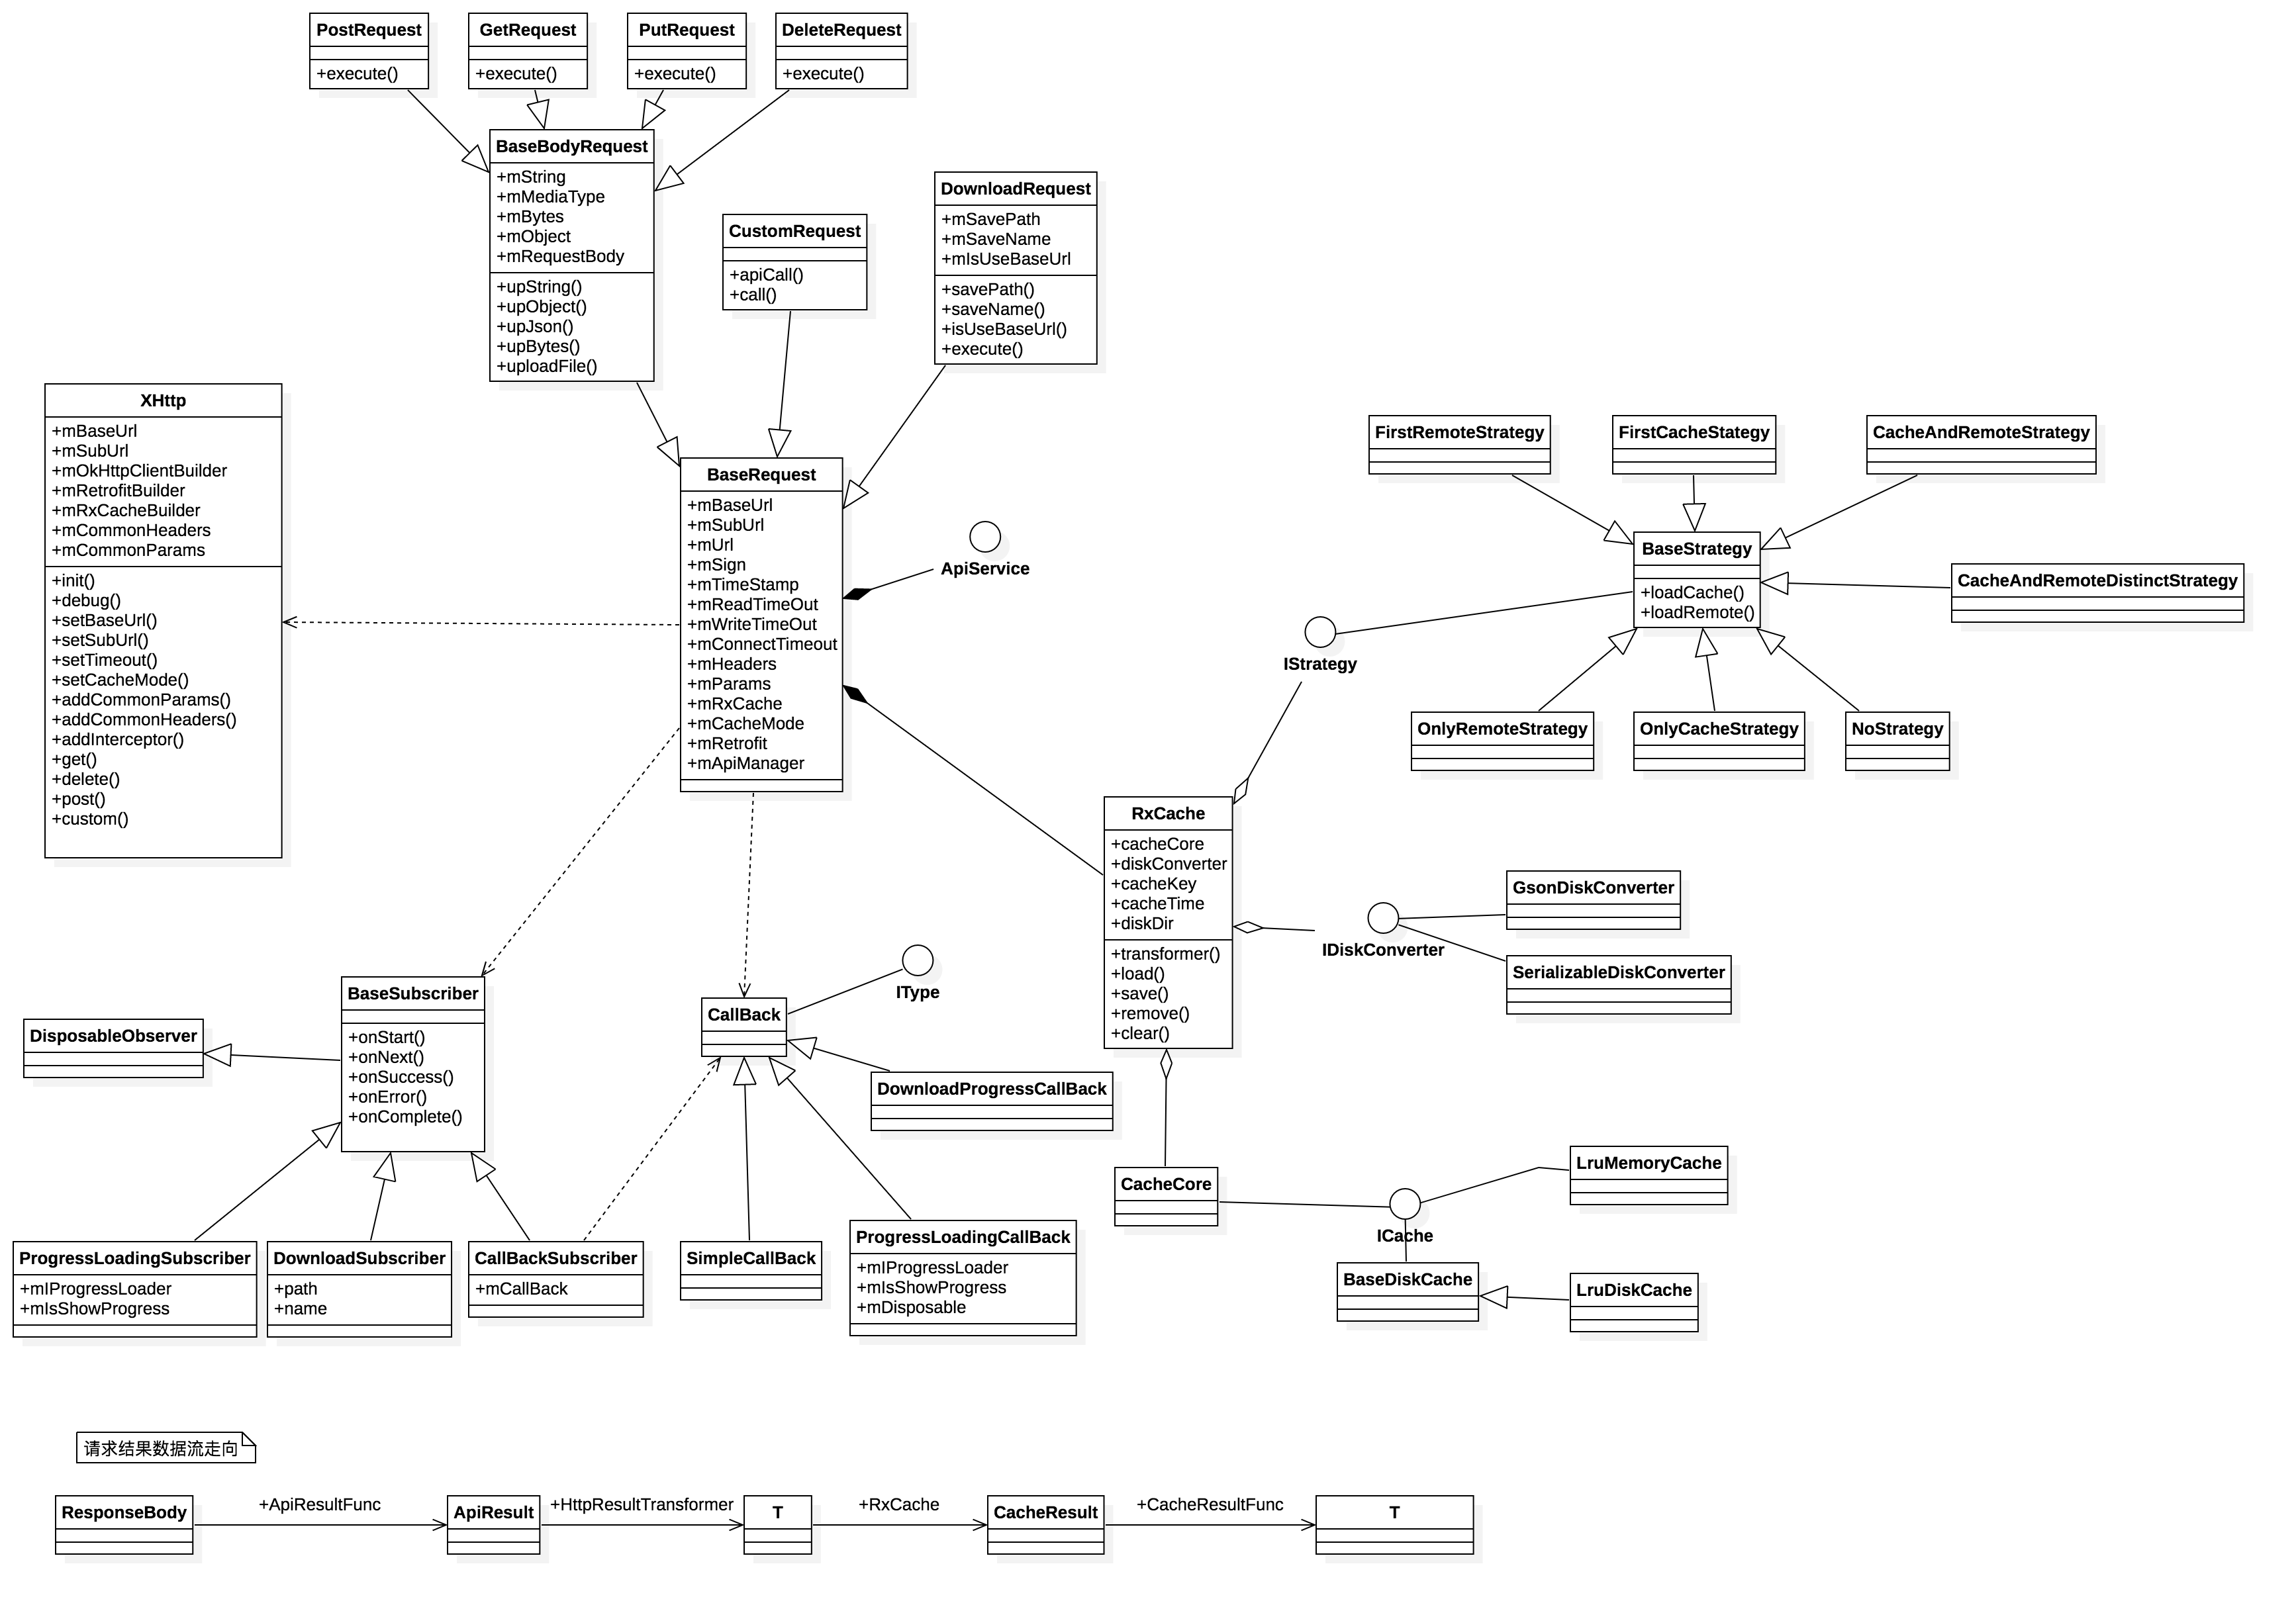 PostRequest
+execute()
GetRequest
+execute()
PutRequest
+execute()
DeleteRequest
+execute()
BaseBodyRequest
+mString
+mMediaType
+mBytes
+mObject
+mRequestBody
+upString()
+upObject()
+upJson()
+upBytes()
+uploadFile()
CustomRequest
+apiCall()
+call()
DownloadRequest
+mSavePath
+mSaveName
+mIsUseBaseUrl
+savePath()
+saveName()
+isUseBaseUrl()
+execute()
XHttp
+mBaseUrl
+mSubUrl
+mOkHttpClientBuilder
+mRetrofitBuilder
+mRxCacheBuilder
+mCommonHeaders
+mCommonParams
+init()
+debug()
+setBaseUrl()
+setSubUrl()
+setTimeout()
+setCacheMode()
+addCommonParams()
+addCommonHeaders()
+addInterceptor()
+get()
+delete()
+post()
+custom()
BaseRequest
+mBaseUrl
+mSubUrl
+mUrl
+mSign
+mTimeStamp
+mReadTimeOut
+mWriteTimeOut
+mConnectTimeout
+mHeaders
+mParams
+mRxCache
+mCacheMode
+mRetrofit
+mApiManager
ApiService
FirstRemoteStrategy
FirstCacheStategy
CacheAndRemoteStrategy
BaseStrategy
+loadCache()
+loadRemote()
CacheAndRemoteDistinctStrategy
IStrategy
OnlyRemoteStrategy
OnlyCacheStrategy
NoStrategy
RxCache
+cacheCore
+diskConverter
+cacheKey
+cacheTime
+diskDir
+transformer()
+load()
+save()
+remove()
+clear()
GsonDiskConverter
IDiskConverter
SerializableDiskConverter
BaseSubscriber
+onStart()
+onNext()
+onSuccess()
+onError()
+onComplete()
DisposableObserver
IType
CallBack
DownloadProgressCallBack
CacheCore
LruMemoryCache
ICache
BaseDiskCache
LruDiskCache
ProgressLoadingSubscriber
+mIProgressLoader
+mIsShowProgress
DownloadSubscriber
+path
+name
CallBackSubscriber
+mCallBack
SimpleCallBack
ProgressLoadingCallBack
+mIProgressLoader
+mIsShowProgress
+mDisposable
请求结果数据流走向
ResponseBody
+ApiResultFunc
ApiResult
+HttpResultTransformer
T
+RxCache
CacheResult
+CacheResultFunc
T